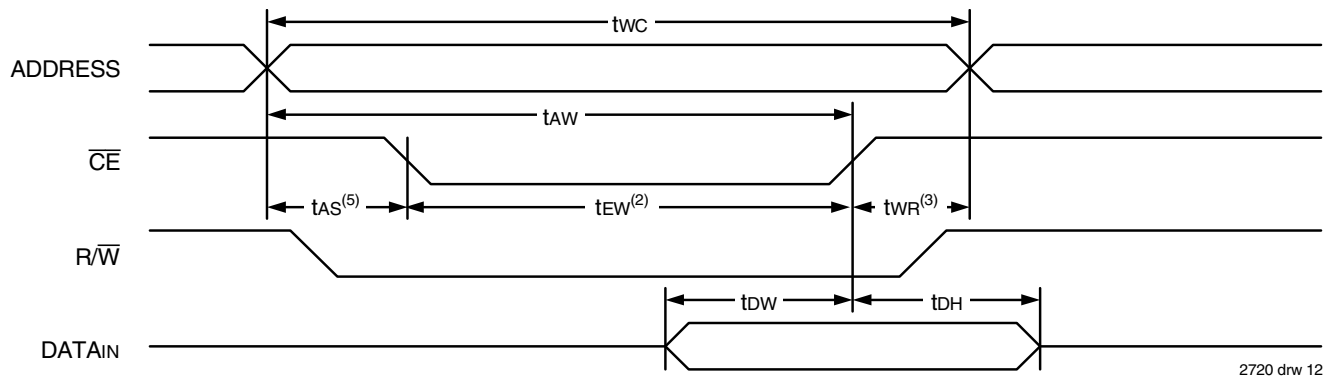 tWC
ADDRESS
tAW
CE
tAS(5) tEW(2) tWR(3)
R/W
tDW tDH
DATAIN
2720 drw 12